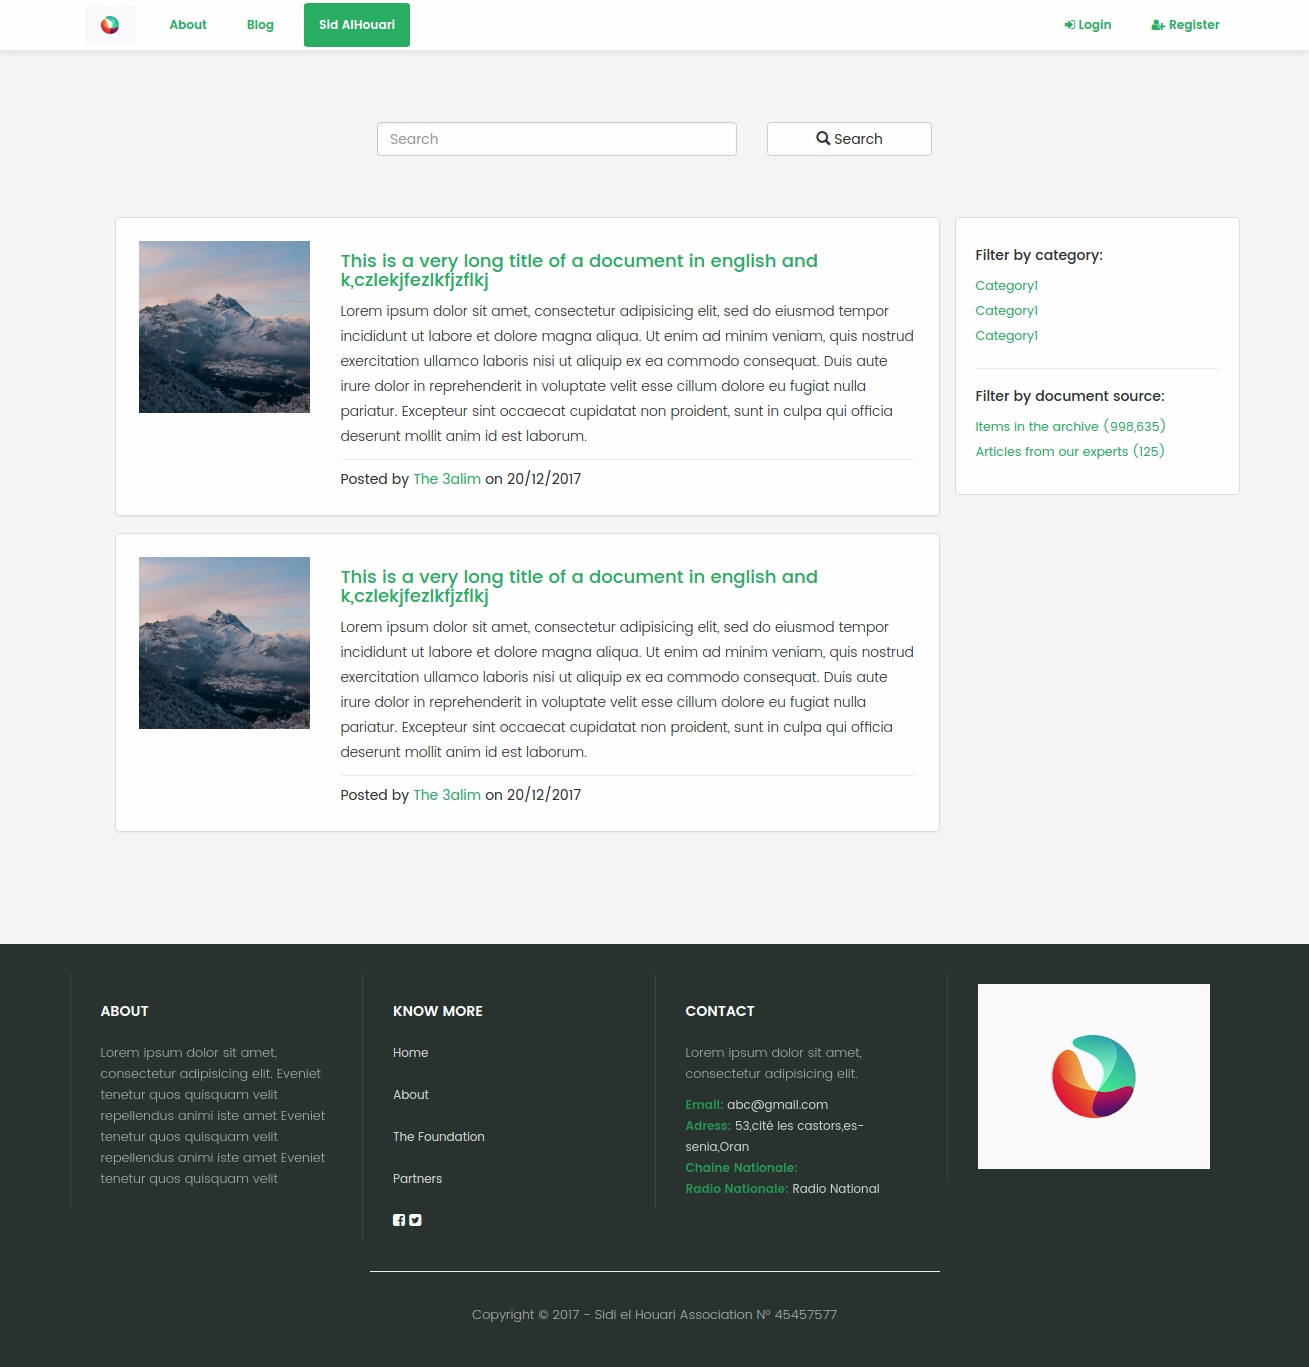 About
Blog
Sid AlHouari
Login
Register
Search
Search
This is a very long title of a document in english and
k,czlekjfezlkfjzflkj
Lorem ipsum dolor sit amet, consectetur adipisicing elit, sed do eiusmod tempor
incididunt ut labore et dolore magna aliqua. Ut enim ad minim veniam, quis nostrud
exercitation ullamco laboris nisi ut aliquip ex ea commodo consequat. Duis aute
irure dolor in reprehenderit in voluptate velit esse cillum dolore eu fugiat nulla
pariatur. Excepteur sint occaecat cupidatat non proident, sunt in culpa qui officia
deserunt mollit anim id est laborum.
Posted by The 3alim on 20/12/2017
This is a very long title of a document in english and
k,czlekjfezlkfjzflkj
Lorem ipsum dolor sit amet, consectetur adipisicing elit, sed do eiusmod tempor
incididunt ut labore et dolore magna aliqua. Ut enim ad minim veniam, quis nostrud
exercitation ullamco laboris nisi ut aliquip ex ea commodo consequat. Duis aute
irure dolor in reprehenderit in voluptate velit esse cillum dolore eu fugiat nulla
pariatur. Excepteur sint occaecat cupidatat non proident, sunt in culpa qui officia
deserunt mollit anim id est laborum.
Posted by The 3alim on 20/12/2017
Filter by category:
Category1
Category1
Category1
Filter by document source:
Items in the archive (998,635)
Articles from our experts (125)
ABOUT
Lorem ipsum dolor sit amet,
consectetur adipisicing elit. Eveniet
tenetur quos quisquam velit
repellendus animi iste amet Eveniet
tenetur quos quisquam velit
repellendus animi iste amet Eveniet
tenetur quos quisquam velit
KNOW MORE
Home
About
The Foundation
Partners
CONTACT
Lorem ipsum dolor sit amet,
consectetur adipisicing elit.
Email: abc@gmail.com
Adress: 53,cité les castors,es-
senia,Oran
Chaine Nationale:
Radio Nationale: Radio National
Copyright © 2017 - Sidi el Houari Association N° 45457577